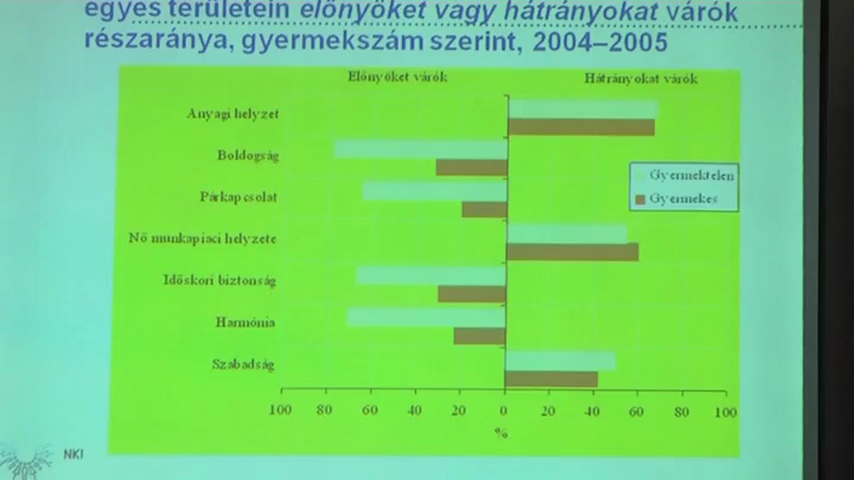 egyes területein előnyöket vagy hátrányokat várók
részaránya, gyermekszám szerint, 2004–2005
Előnyöket várók
Hátrányokat várók
Anyagi helyzet
Boldogság
Párkapcsolat
Nő munkapiaci helyzete
Időskori biztonság
Harmónia
Szabadság
Gyermektelen
Gyermekes
100 80 60 40 20 0 20 40 60 80 100
%
NKI